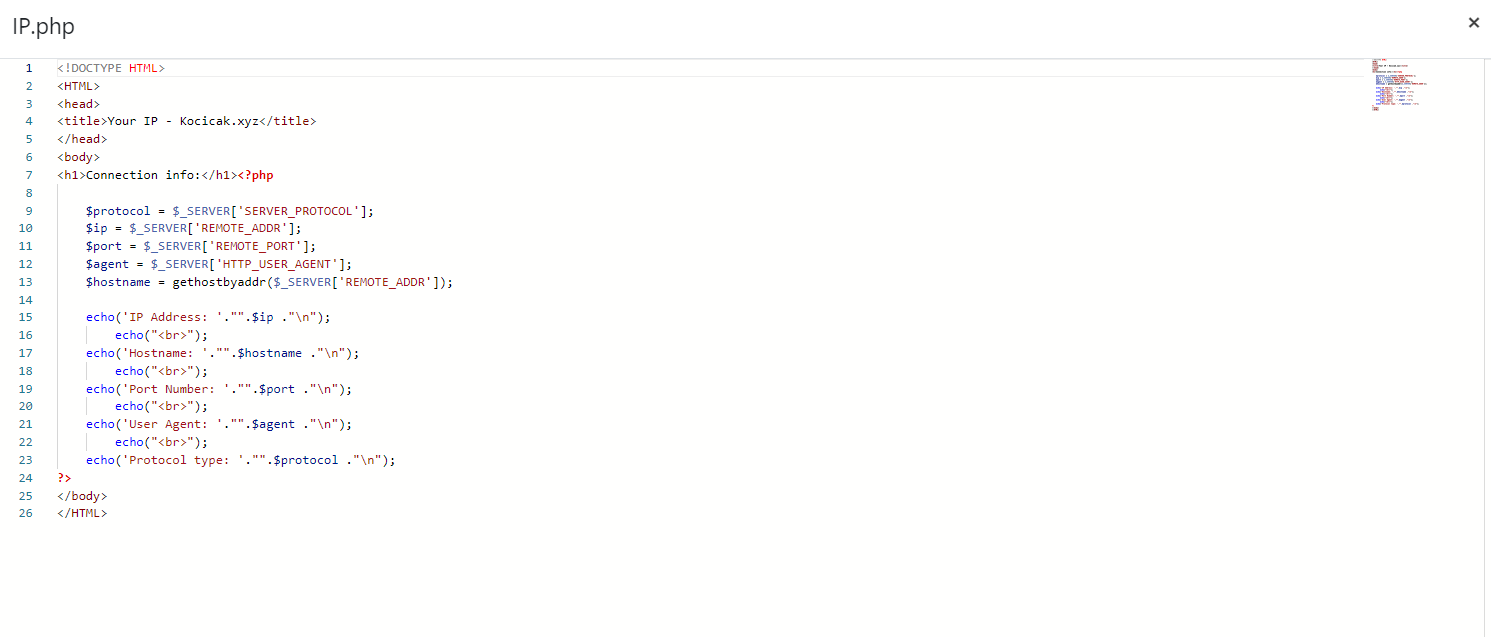 IP.php
×
1 <!DOCTYPE HTML>
2 <HTML>
3 <head>
4 <title>Your IP - Kocicak.xyz</title>
5 </head>
6 <body>
7 <h1>Connection info:</h1><?php
8
9     $protocol = $_SERVER['SERVER_PROTOCOL'];
10     $ip = $_SERVER['REMOTE_ADDR'];
11     $port = $_SERVER['REMOTE_PORT'];
12     $agent = $_SERVER['HTTP_USER_AGENT'];
13     $hostname = gethostbyaddr($_SERVER['REMOTE_ADDR']);
14
15     echo('IP Address: '."".$ip ."\n");
16         echo("<br>");
17     echo('Hostname: '."".$hostname ."\n");
18         echo("<br>");
19     echo('Port Number: '."".$port ."\n");
20         echo("<br>");
21     echo('User Agent: '."".$agent ."\n");
22         echo("<br>");
23     echo('Protocol type: '."".$protocol ."\n");
24 ?>
25 </body>
26 </HTML>